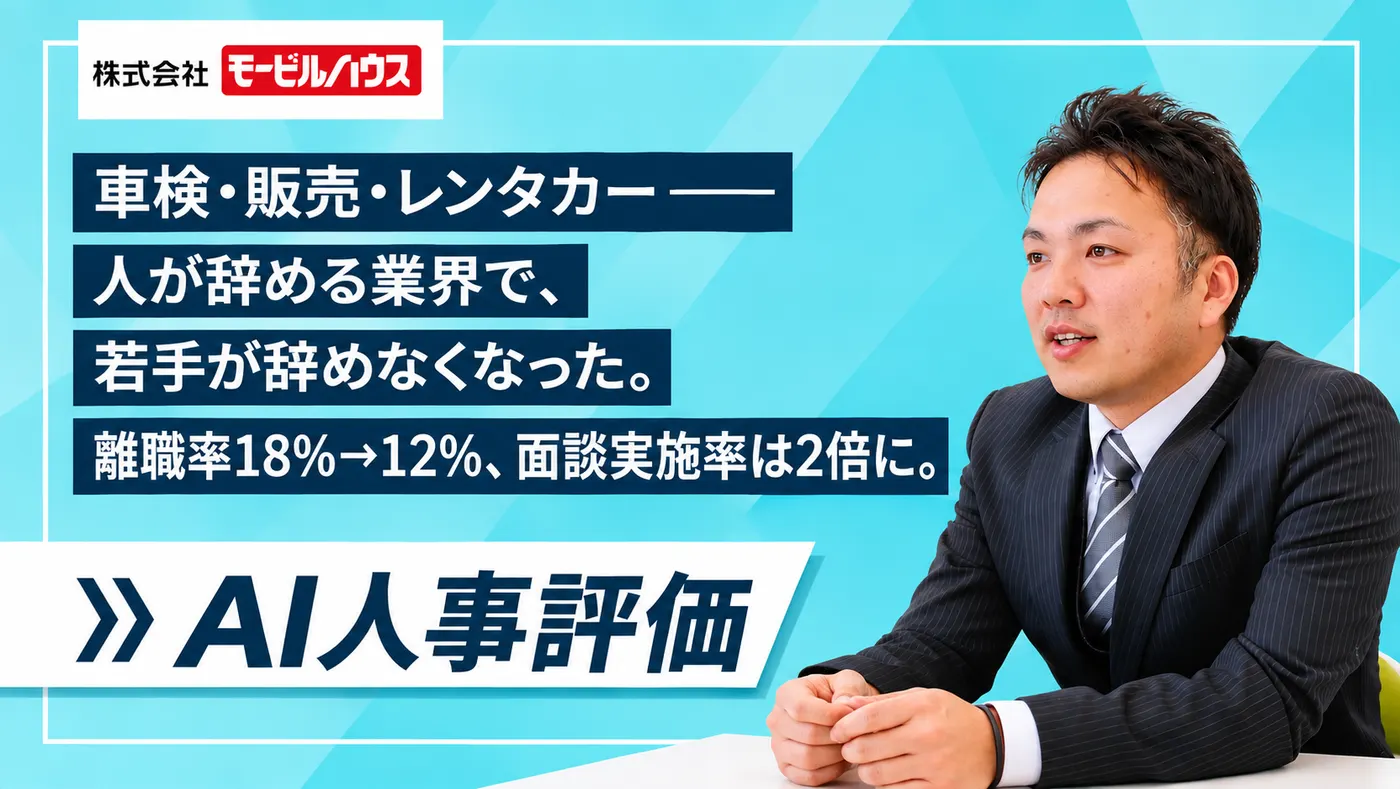 株式会社 モービルハウス
車検・販売・レンタカー ――
人が辞める業界で、
若手が辞めなくなった。
離職率18%→12%、面談実施率は2倍に。
》AI人事評価